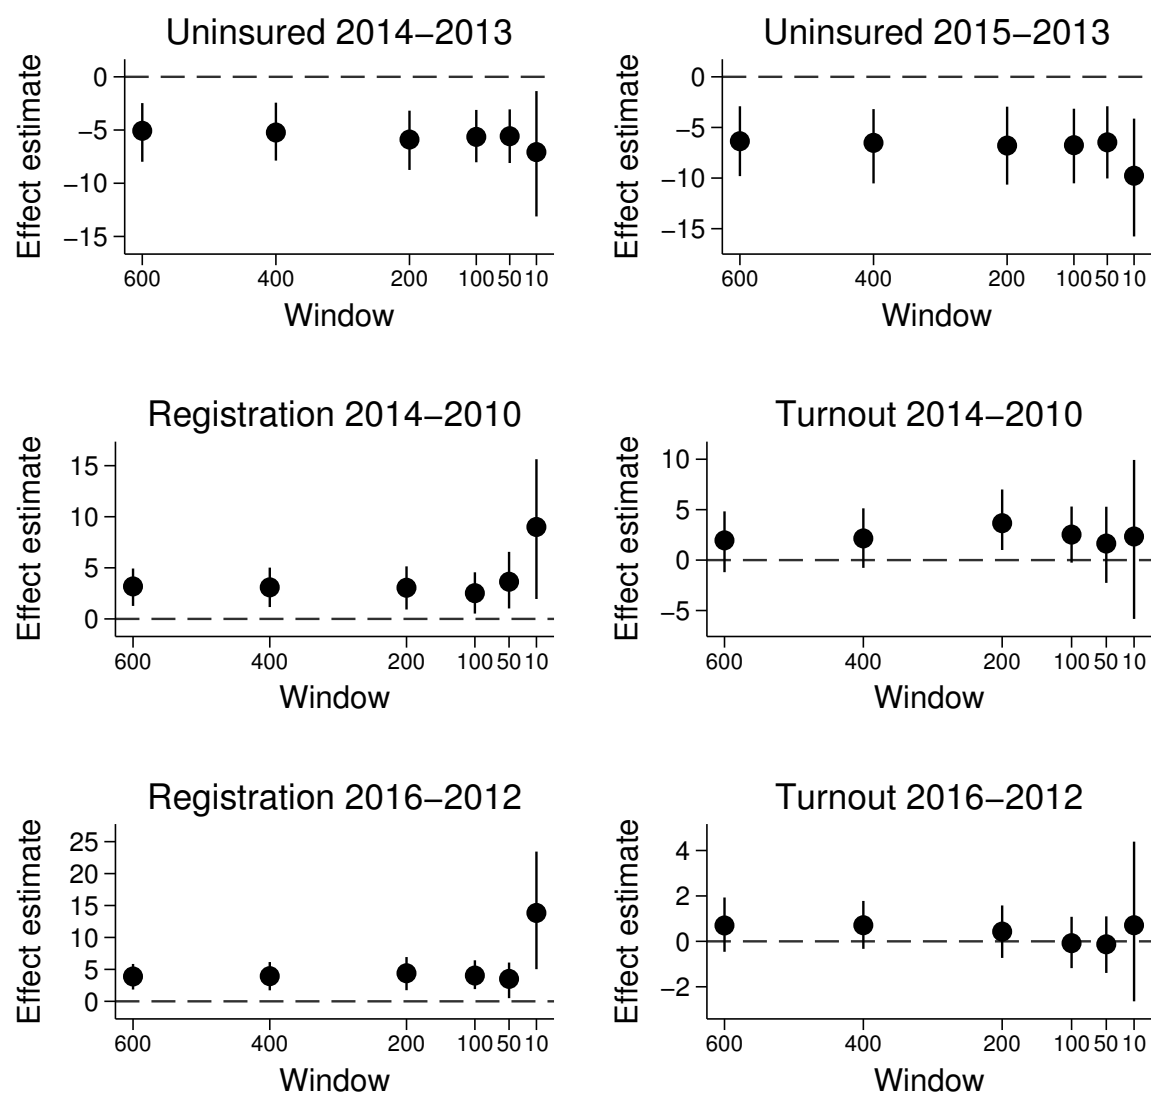 Uninsured 2014−2013
Effect estimate
0
−5
−10
−15
600 400 200 100 50 10
Window
Uninsured 2015−2013
Effect estimate
0
−5
−10
−15
600 400 200 100 50 10
Window
Registration 2014−2010
Effect estimate
15
10
5
0
600 400 200 100 50 10
Window
Turnout 2014−2010
Effect estimate
10
5
0
−5
600 400 200 100 50 10
Window
Registration 2016−2012
Effect estimate
25
20
15
10
5
0
600 400 200 100 50 10
Window
Turnout 2016−2012
Effect estimate
4
2
0
−2
600 400 200 100 50 10
Window